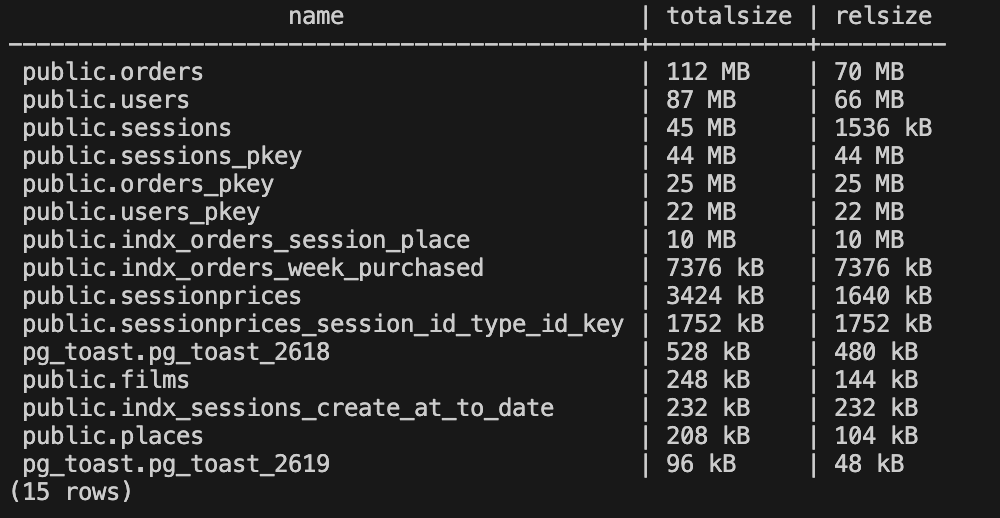 name                     | totalsize | relsize
---------------------------------------------+-----------+---------
 public.orders                               | 112 MB    | 70 MB
 public.users                                | 87 MB     | 66 MB
 public.sessions                             | 45 MB     | 1536 kB
 public.sessions_pkey                        | 44 MB     | 44 MB
 public.orders_pkey                          | 25 MB     | 25 MB
 public.users_pkey                           | 22 MB     | 22 MB
 public.indx_orders_session_place            | 10 MB     | 10 MB
 public.indx_orders_week_purchased           | 7376 kB   | 7376 kB
 public.sessionprices                        | 3424 kB   | 1640 kB
 public.sessionprices_session_id_type_id_key | 1752 kB   | 1752 kB
 pg_toast.pg_toast_2618                      | 528 kB    | 480 kB
 public.films                                | 248 kB    | 144 kB
 public.indx_sessions_create_at_to_date      | 232 kB    | 232 kB
 public.places                               | 208 kB    | 104 kB
 pg_toast.pg_toast_2619                      | 96 kB     | 48 kB
(15 rows)